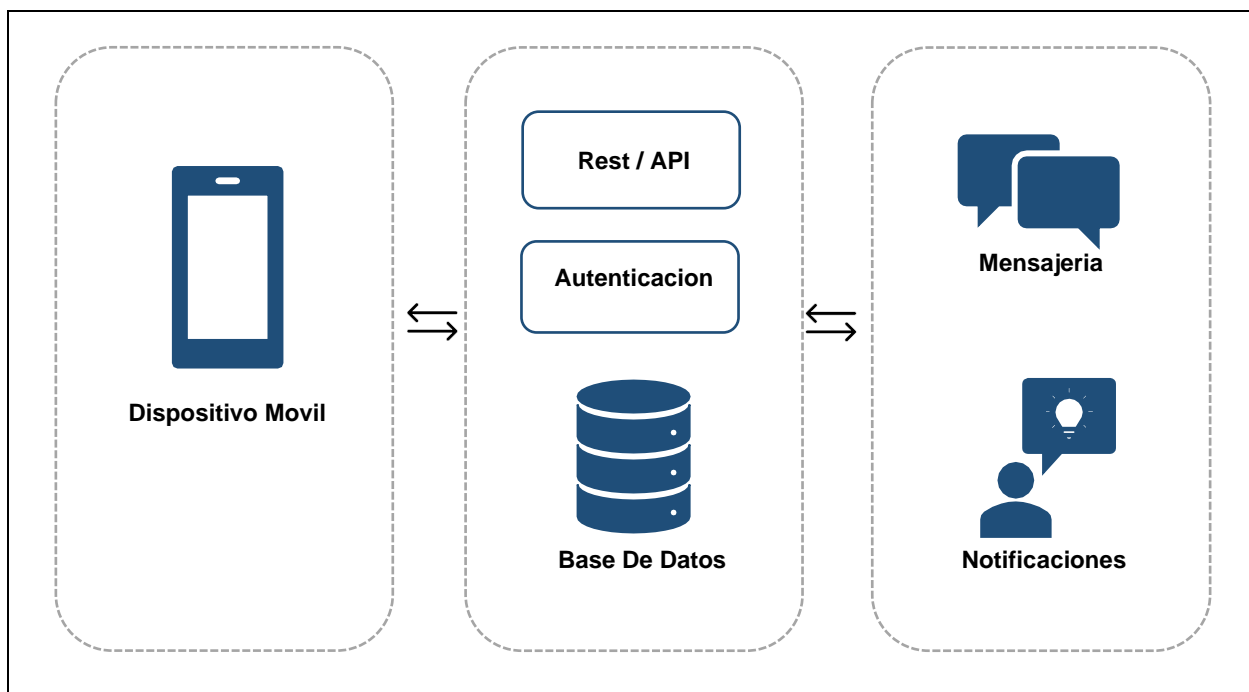 Dispositivo Movil
Rest / API
Autenticacion
Base De Datos
Mensajeria
Notificaciones